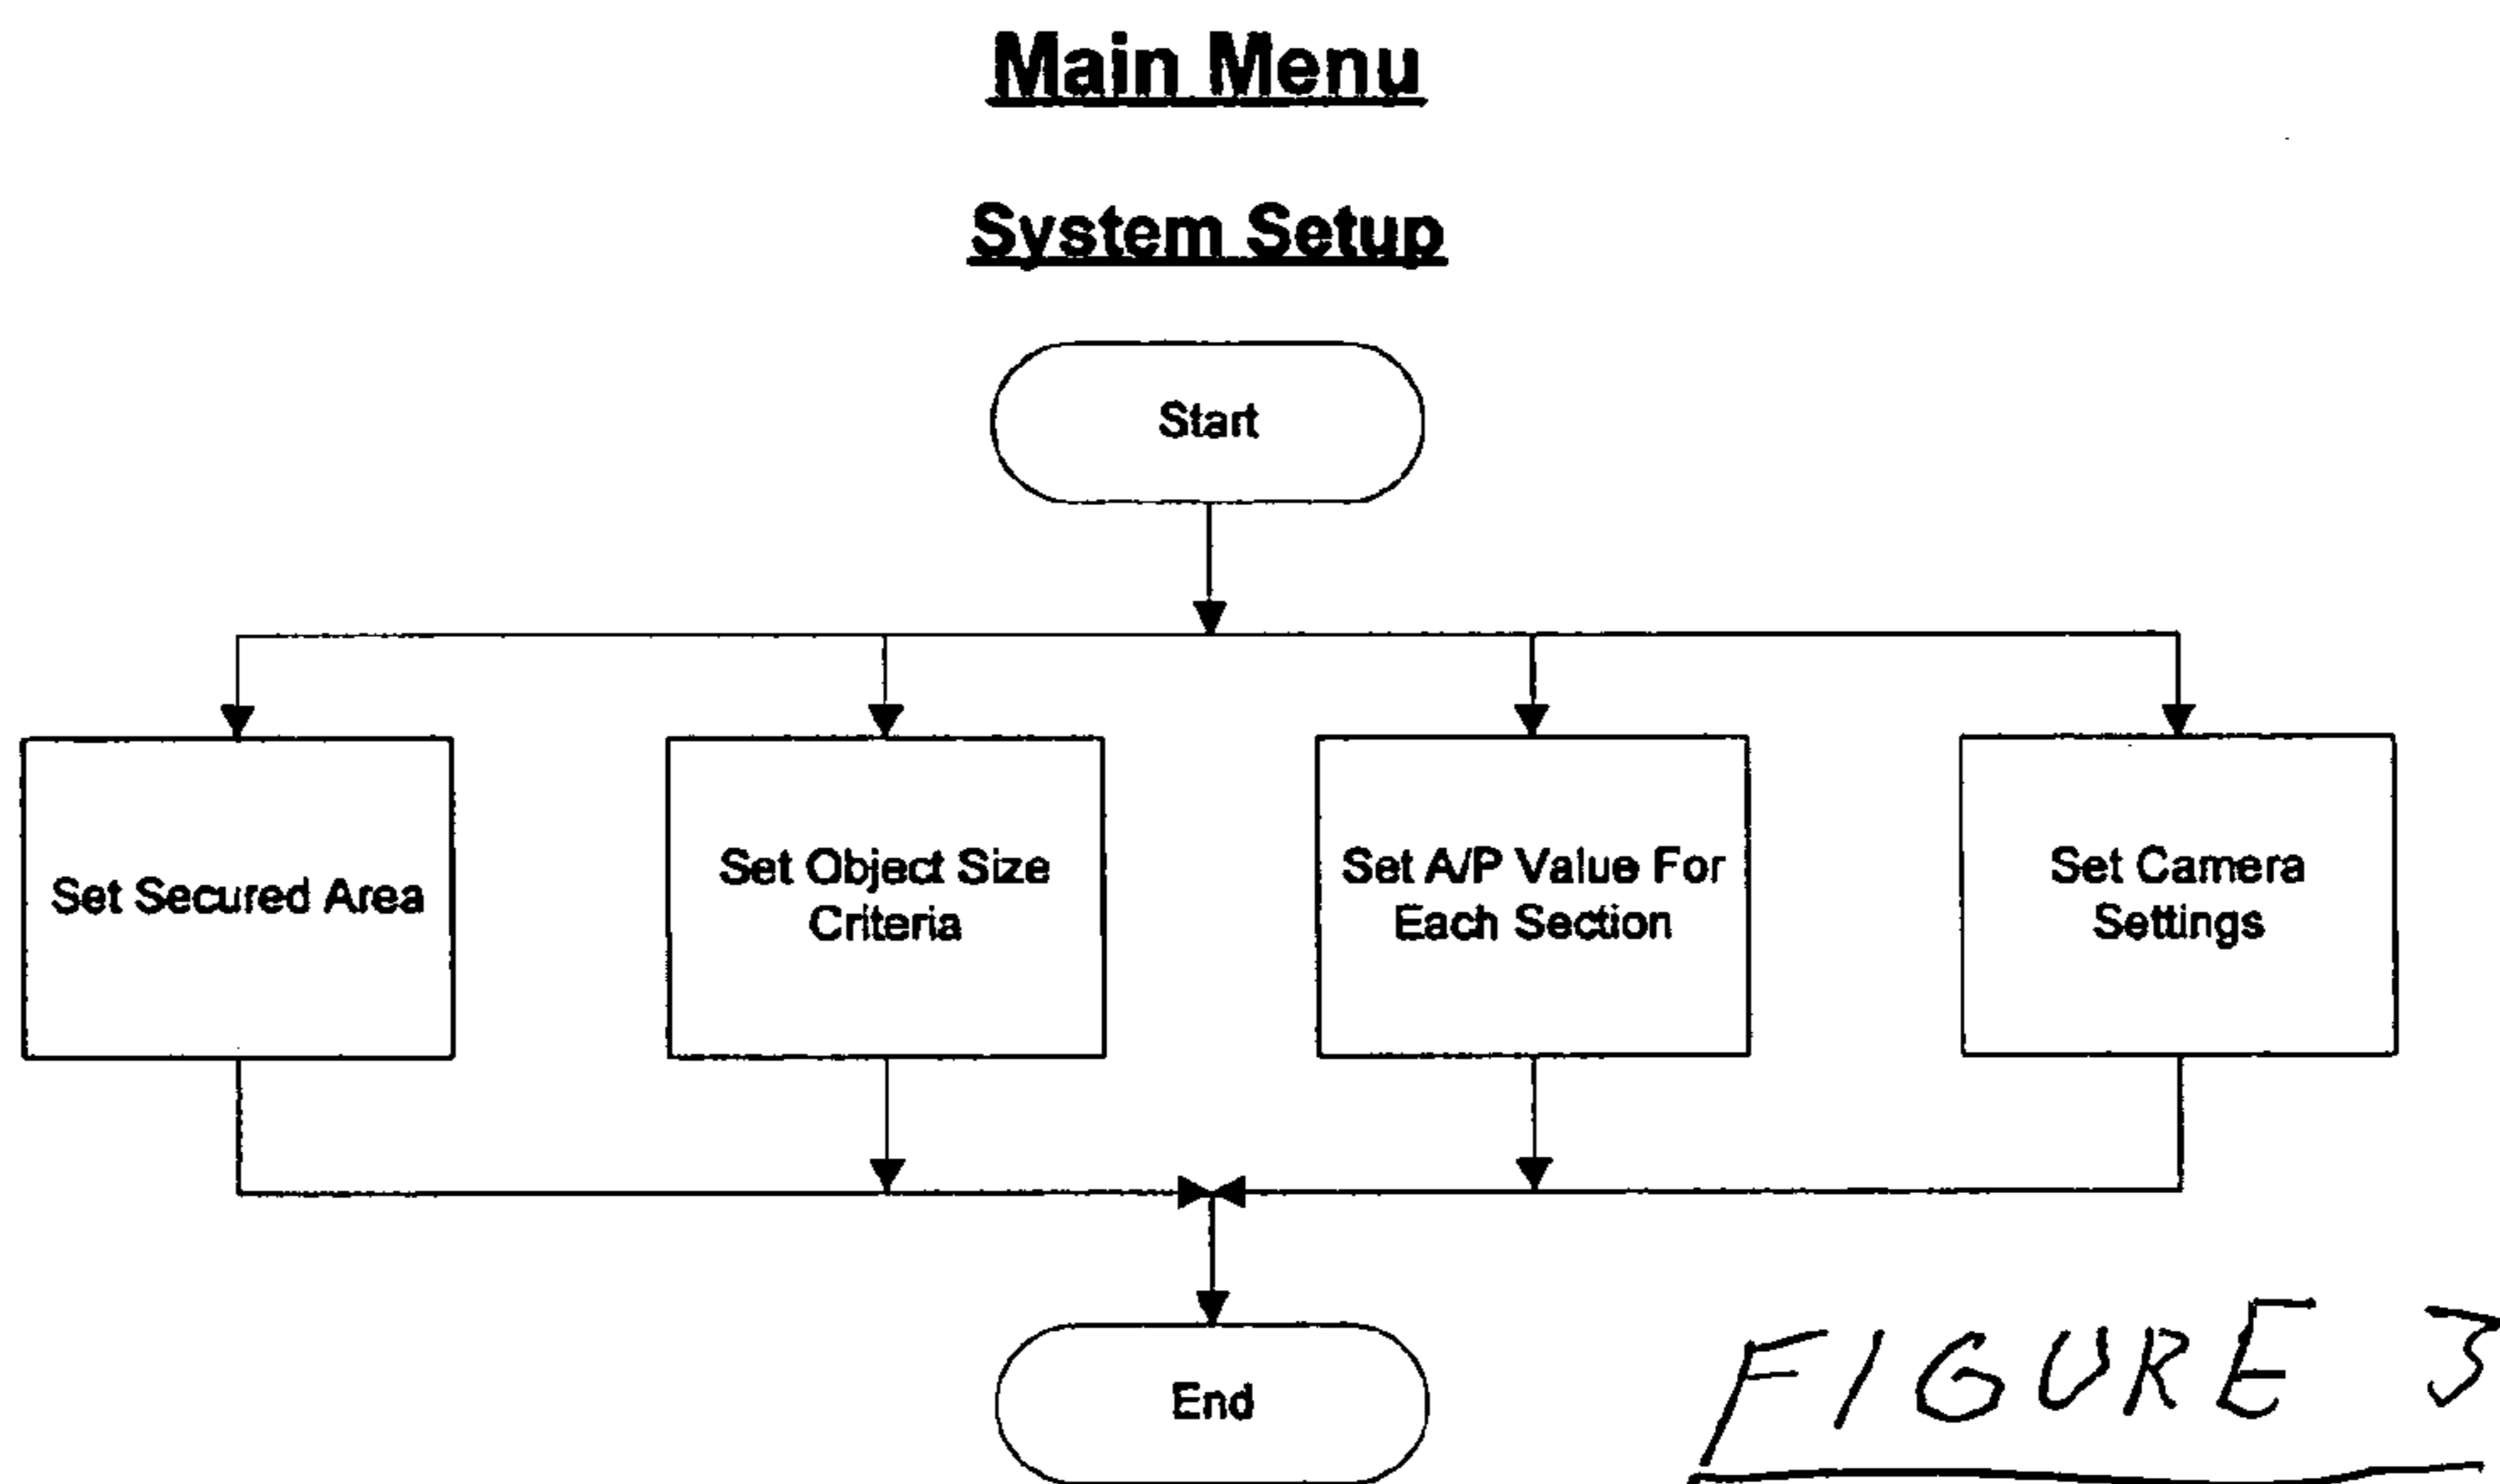 Main Menu
System Setup
Start
Set Secured Area
Set Object Size
Criteria
Set A/P Value For
Each Section
Set Camera
Settings
End
FIGURE 3